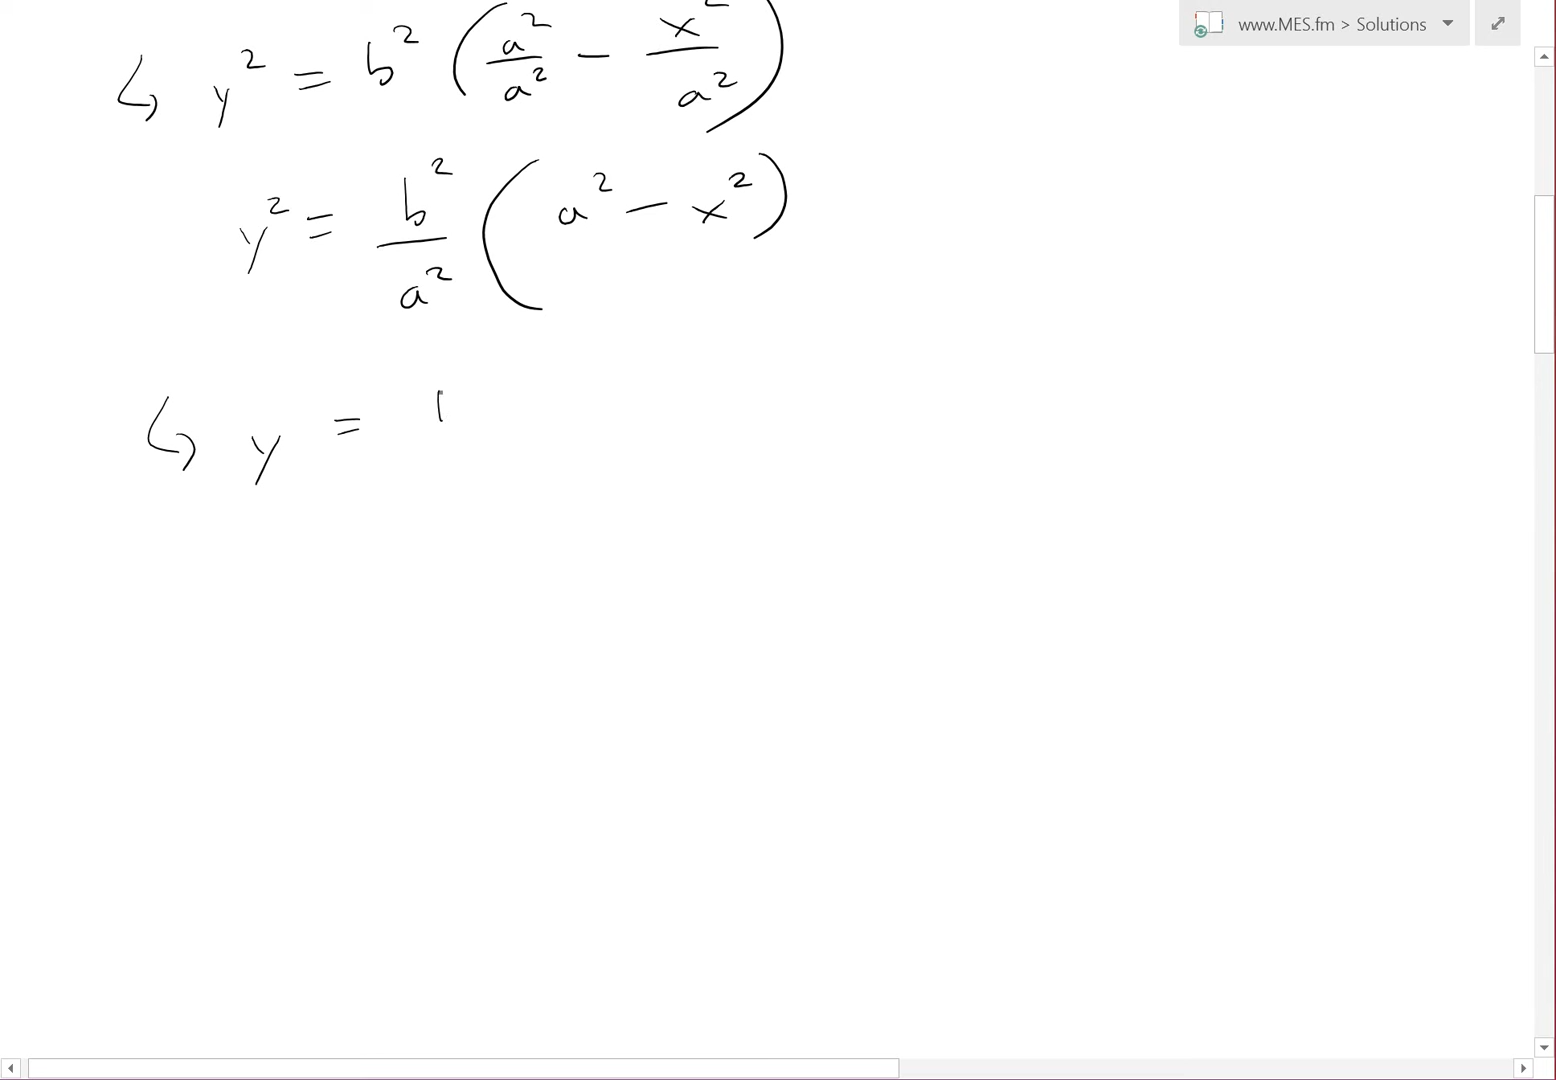 www.MES.fm > Solutions
↳ y² = b² (a²/a² − x²/a²)
y² = b²/a² (a² − x²)
↳ y =